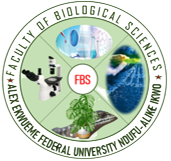 FACULTY OF BIOLOGICAL SCIENCES
FBS
ALEX EKWUEME FEDERAL UNIVERSITY NDUFU-ALIKE IKWO